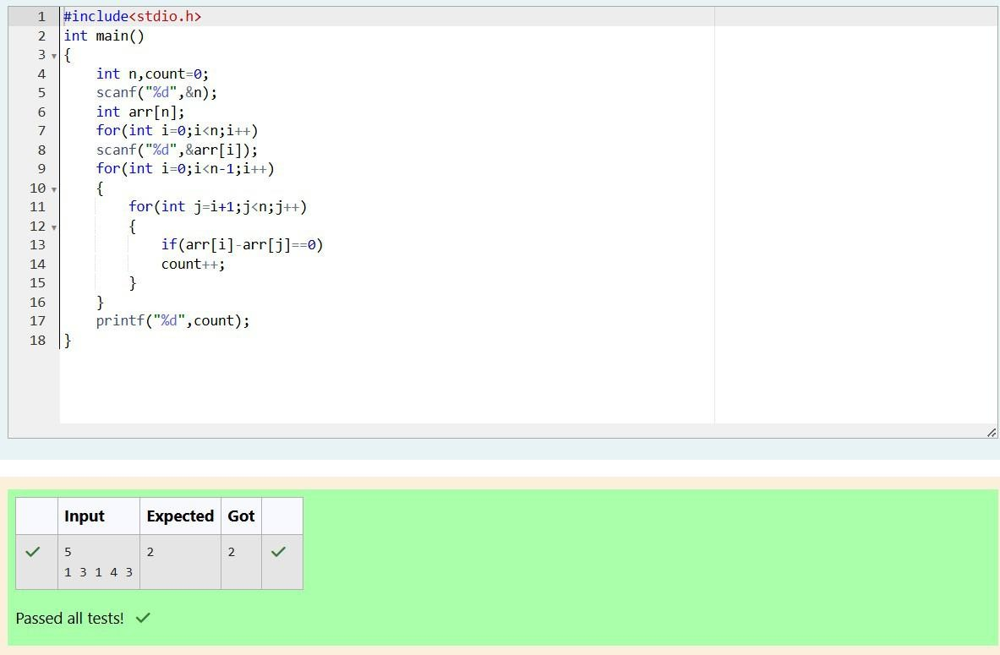 1 #include<stdio.h>
2 int main()
3 {
4     int n,count=0;
5     scanf("%d",&n);
6     int arr[n];
7     for(int i=0;i<n;i++)
8     scanf("%d",&arr[i]);
9     for(int i=0;i<n-1;i++)
10     {
11         for(int j=i+1;j<n;j++)
12         {
13             if(arr[i]-arr[j]==0)
14             count++;
15         }
16     }
17     printf("%d",count);
18 }
Input Expected Got
5 2 2
1 3 1 4 3
Passed all tests!